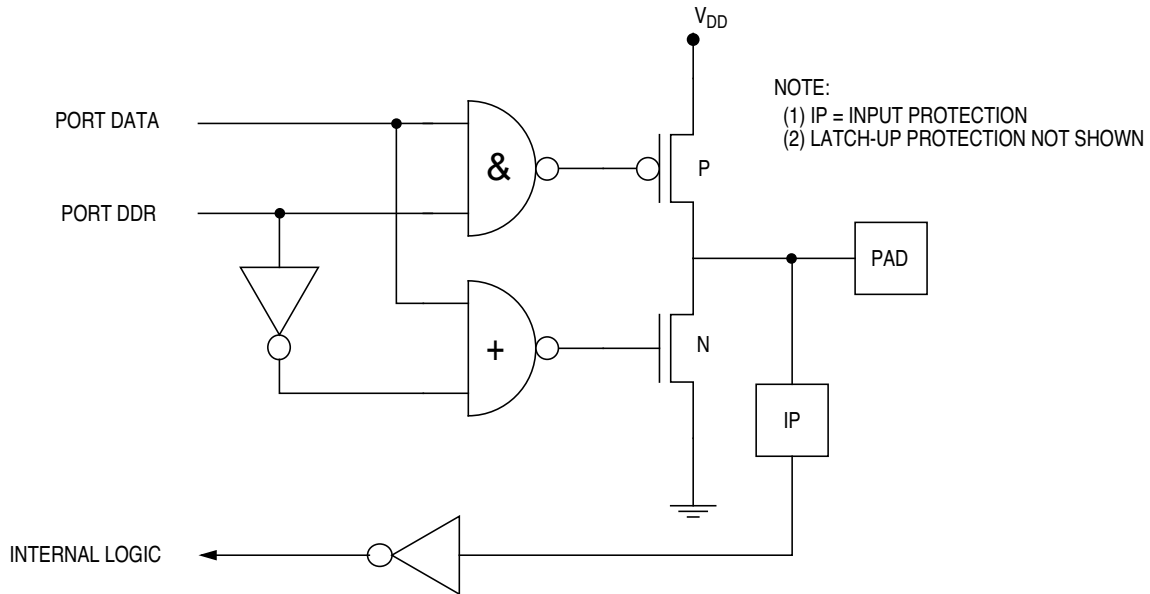 V_DD
NOTE:
(1) IP = INPUT PROTECTION
(2) LATCH-UP PROTECTION NOT SHOWN
PORT DATA
&
P
PORT DDR
PAD
+
N
IP
INTERNAL LOGIC